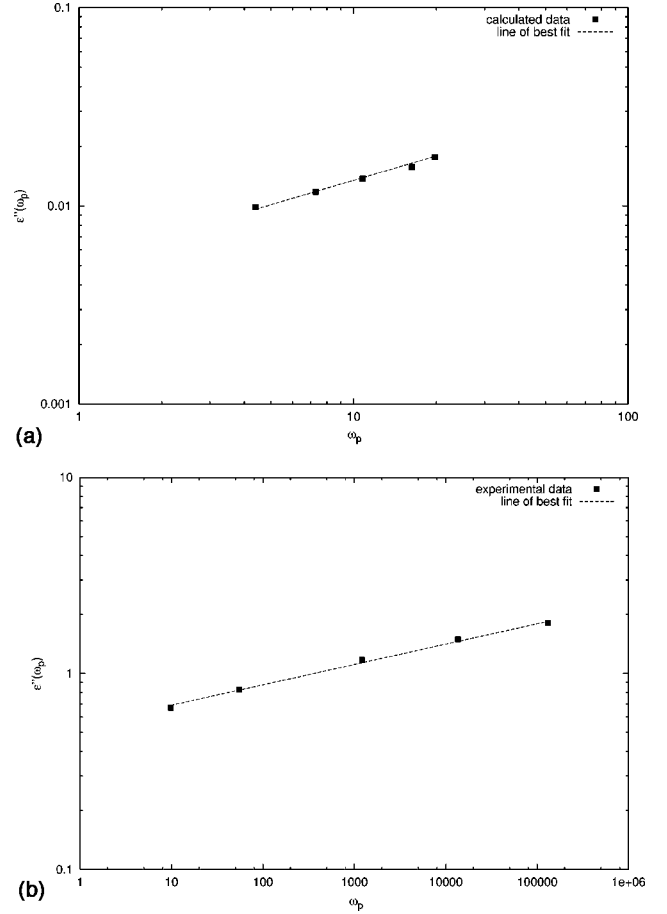 0.1
calculated data
line of best fit
ε''(ωp)
0.01
0.001
1
10
100
(a)
ωp
10
experimental data
line of best fit
ε''(ωp)
1
0.1
1
10
100
1000
10000
100000
1e+06
(b)
ωp